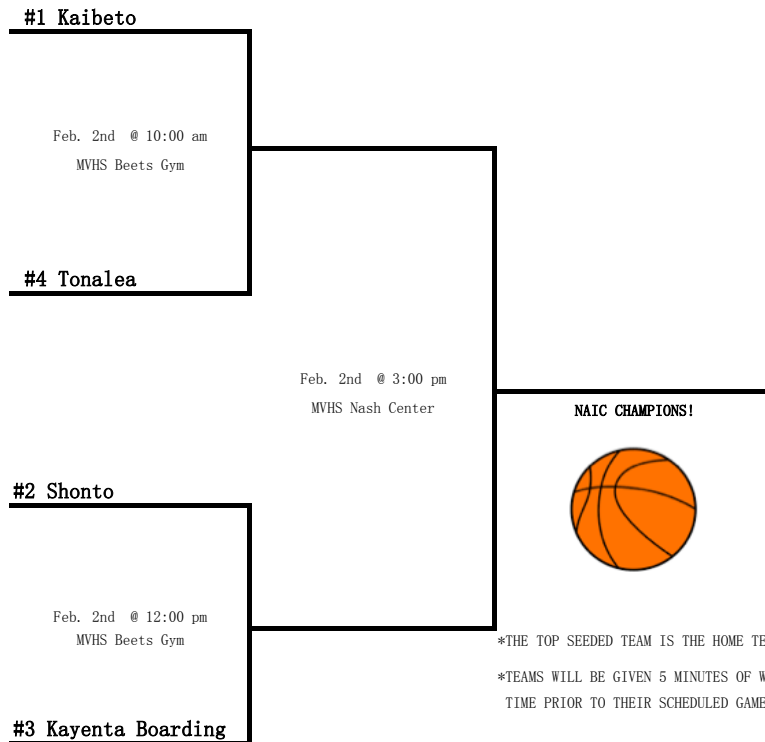 #1 Kaibeto
Feb. 2nd @ 10:00 am
MVHS Beets Gym
#4 Tonalea
Feb. 2nd @ 3:00 pm
MVHS Nash Center
NAIC CHAMPIONS!
#2 Shonto
Feb. 2nd @ 12:00 pm
MVHS Beets Gym
#3 Kayenta Boarding
*THE TOP SEEDED TEAM IS THE HOME
*TEAMS WILL BE GIVEN 5 MINUTES OF
TIME PRIOR TO THEIR SCHEDULED GAME